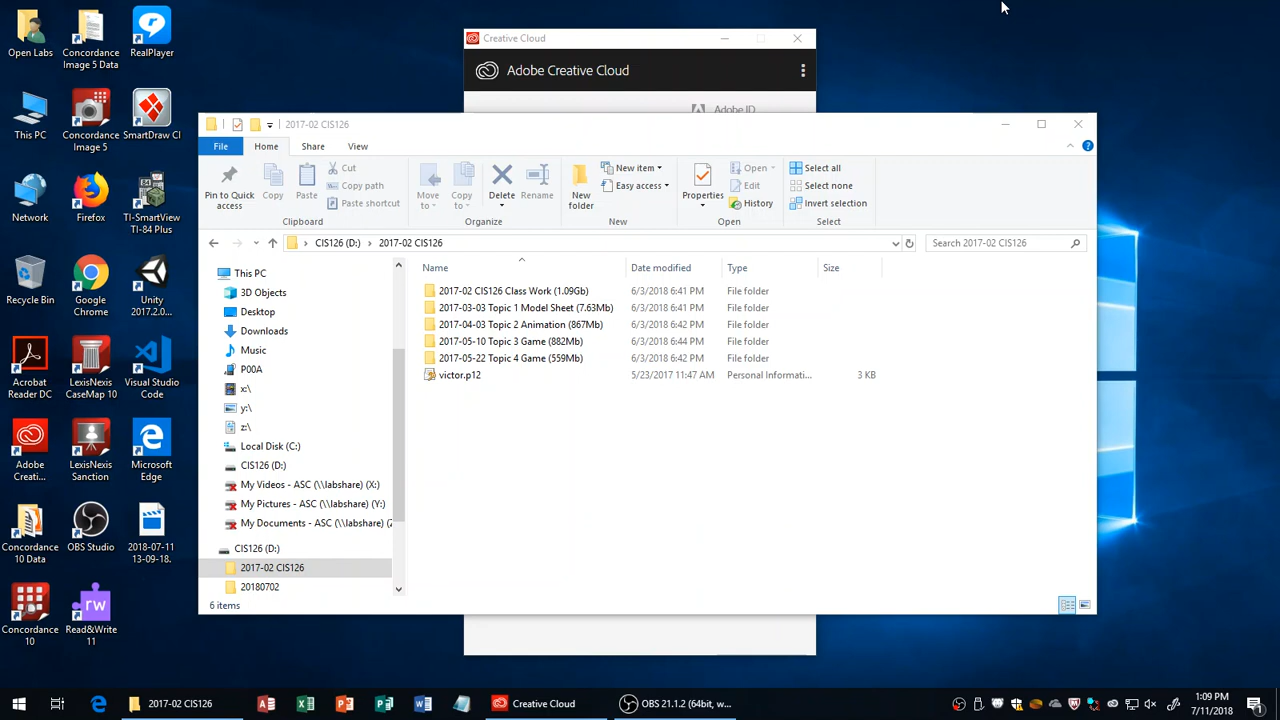 Open Labs
Concordance
Image 5 Data
RealPlayer
This PC
Concordance
Image 5
SmartDraw CI
Network
Firefox
TI-SmartView
TI-84 Plus
Recycle Bin
Google
Chrome
Unity
2017.2.0...
Acrobat
Reader DC
LexisNexis
CaseMap 10
Visual Studio
Code
Adobe
Creati...
LexisNexis
Sanction
Microsoft
Edge
Concordance
10 Data
OBS Studio
2018-07-11
13-09-18.
Concordance
10
Read&Write
11
Creative Cloud
Adobe Creative Cloud
Adobe ID
2017-02 CIS126
File Home Share View
Pin to Quick
access
Copy
Paste
Cut
Copy path
Paste shortcut
Clipboard
Move
to
Copy
to
Delete
Rename
Organize
New
folder
New item
Easy access
New
Properties
Open
Edit
History
Open
Select all
Select none
Invert selection
Select
CIS126 (D:) 2017-02 CIS126
Search 2017-02 CIS126
This PC
3D Objects
Desktop
Downloads
Music
P00A
x:\
y:\
z:\
Local Disk (C:)
CIS126 (D:)
My Videos - ASC (\\labshare) (X:)
My Pictures - ASC (\\labshare) (Y:)
My Documents - ASC (\\labshare) (Z
CIS126 (D:)
2017-02 CIS126
20180702
Name Date modified Type Size
2017-02 CIS126 Class Work (1.09Gb) 6/3/2018 6:41 PM File folder
2017-03-03 Topic 1 Model Sheet (7.63Mb) 6/3/2018 6:41 PM File folder
2017-04-03 Topic 2 Animation (867Mb) 6/3/2018 6:42 PM File folder
2017-05-10 Topic 3 Game (882Mb) 6/3/2018 6:44 PM File folder
2017-05-22 Topic 4 Game (559Mb) 6/3/2018 6:42 PM File folder
victor.p12 5/23/2017 11:47 AM Personal Informati... 3 KB
6 items
2017-02 CIS126
Creative Cloud
OBS 21.1.2 (64bit, w...
1:09 PM
7/11/2018